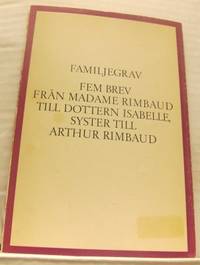 FAMILJEGRAV
FEM BREV
FRÅN MADAME RIMBAUD
TILL DOTTERN ISABELLE,
SYSTER TILL
ARTHUR RIMBAUD